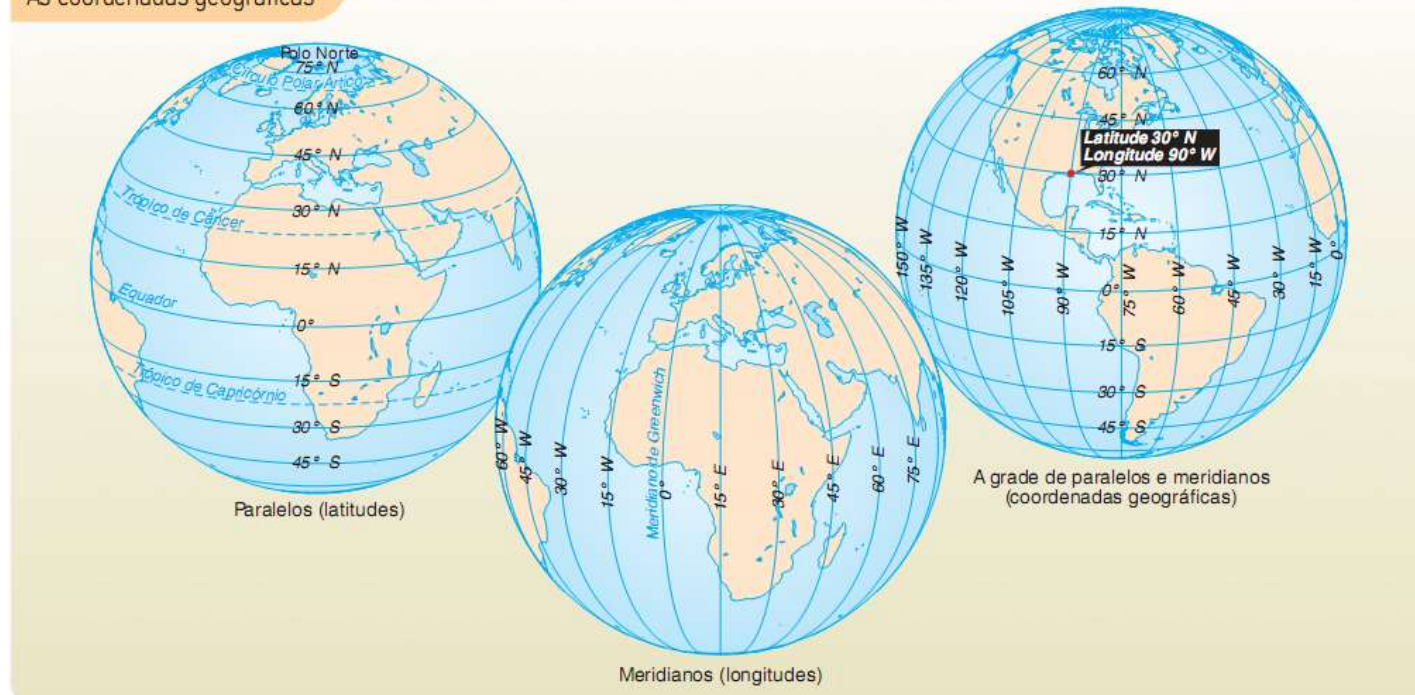 As coordenadas geográficas
Polo Norte
75° N
Círculo Polar Ártico
60° N
45° N
Trópico de Câncer
30° N
15° N
Equador
0°
15° S
Trópico de Capricórnio
30° S
45° S
Paralelos (latitudes)
60° W
45° W
30° W
15° W
Meridiano de Greenwich
0°
15° E
30° E
45° E
60° E
75° E
Meridianos (longitudes)
60° N
45° N
Latitude 30° N
Longitude 90° W
30° N
15° N
150° W
135° W
120° W
105° W
90° W
0°
75° W
60° W
45° W
30° W
15° W
0°
15° S
30° S
45° S
A grade de paralelos e meridianos
(coordenadas geográficas)